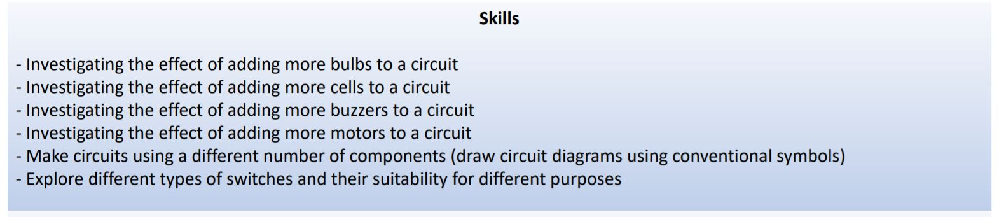 Skills
- Investigating the effect of adding more bulbs to a circuit
- Investigating the effect of adding more cells to a circuit
- Investigating the effect of adding more buzzers to a circuit
- Investigating the effect of adding more motors to a circuit
- Make circuits using a different number of components (draw circuit diagrams using conventional symbols)
- Explore different types of switches and their suitability for different purposes